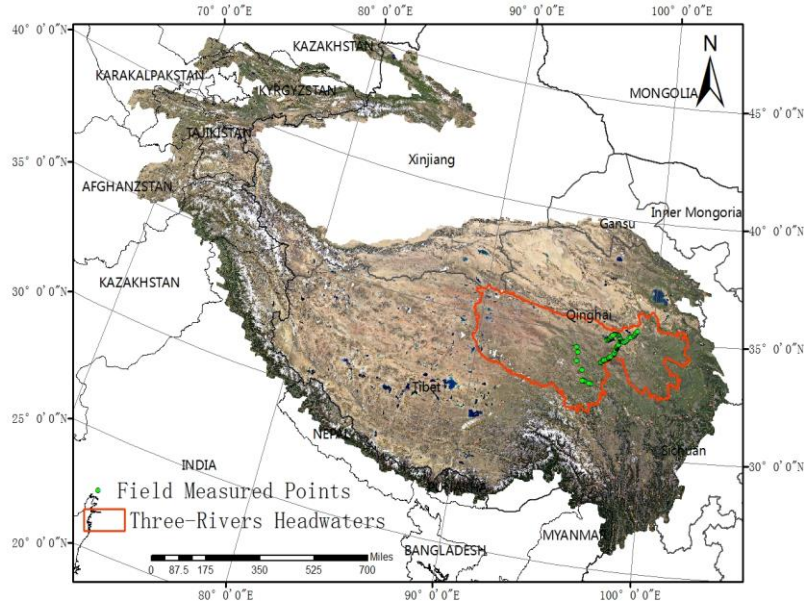 70° 0′0″E
80° 0′0″E
90° 0′0″E
100° 0′0″E
40° 0′0″N
KAZAKHSTAN
N
KARAKALPAKSTAN
KYRGYZSTAN
MONGOLIA
45° 0′0″N
TAJIKISTAN
35° 0′0″N
Xinjiang
AFGHANZSTAN
Inner Mongoria
Gansu
40° 0′0″N
KAZAKHSTAN
30° 0′0″N
Qinghai
35° 0′0″N
Tibet
25° 0′0″N
NEPAL
Sichuan
INDIA
30° 0′0″N
Field Measured Points
Three-Rivers Headwaters
MYANMAR
20° 0′0″N
BANGLADESH
Miles
0 87.5 175 350 525 700
80° 0′0″E
90° 0′0″E
100° 0′0″E